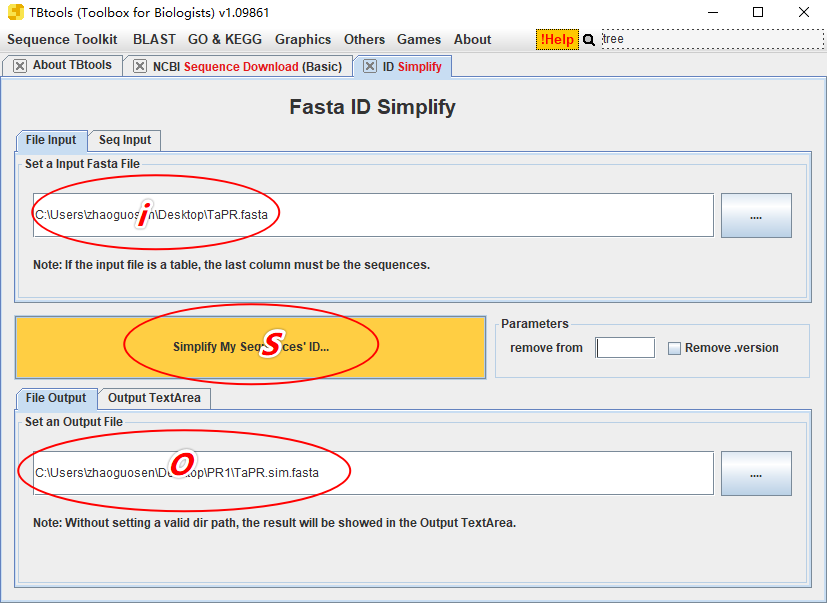 TBtools (Toolbox for Biologists) v1.09861
Sequence Toolkit BLAST GO & KEGG Graphics Others Games About !Help tree
About TBtools NCBI Sequence Download (Basic) ID Simplify
Fasta ID Simplify
File Input Seq Input
Set a Input Fasta File
C:\Users\zhaoguosen\Desktop\TaPR.fasta ....
i
Note: If the input file is a table, the last column must be the sequences.
Simplify My Sequences' ID...
S
Parameters
remove from Remove .version
File Output Output TextArea
Set an Output File
C:\Users\zhaoguosen\Desktop\PR1\TaPR.sim.fasta ....
O
Note: Without setting a valid dir path, the result will be showed in the Output TextArea.